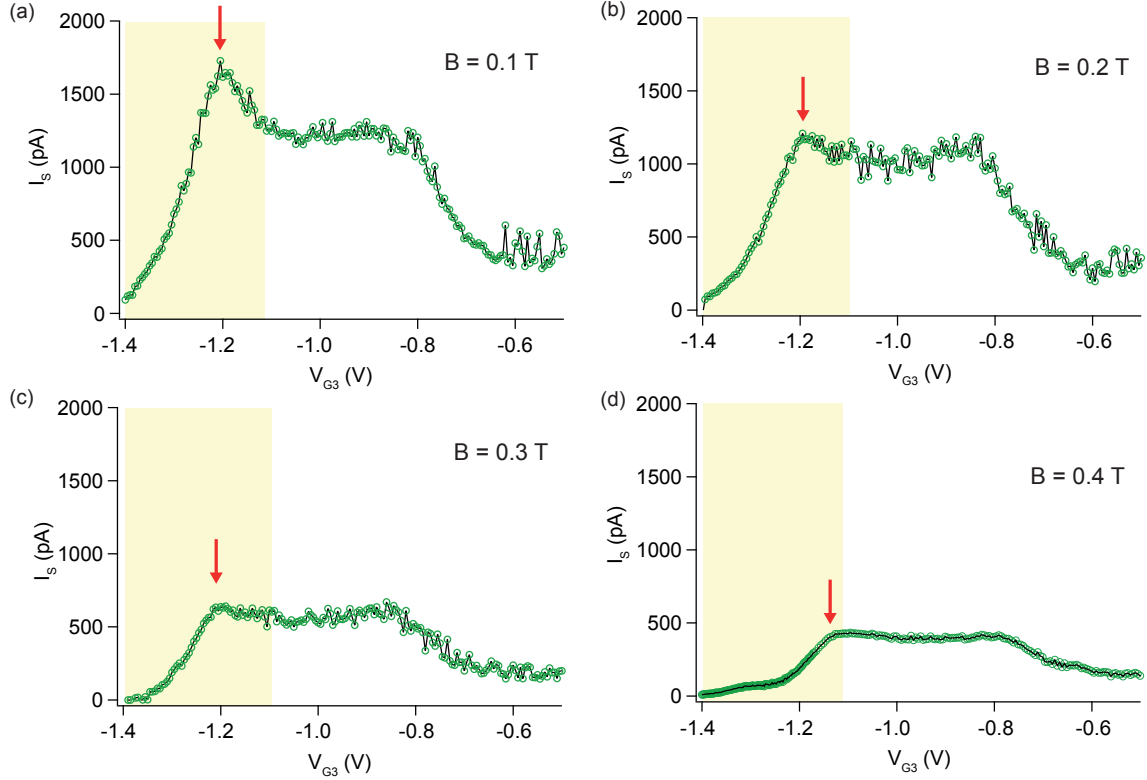 (a)
2000
1500
1000
500
0
I_S (pA)
B = 0.1 T
-1.4
-1.2
-1.0
-0.8
-0.6
V_G3 (V)
(b)
2000
1500
1000
500
0
I_S (pA)
B = 0.2 T
-1.4
-1.2
-1.0
-0.8
-0.6
V_G3 (V)
(c)
2000
1500
1000
500
0
I_S (pA)
B = 0.3 T
-1.4
-1.2
-1.0
-0.8
-0.6
V_G3 (V)
(d)
2000
1500
1000
500
0
I_S (pA)
B = 0.4 T
-1.4
-1.2
-1.0
-0.8
-0.6
V_G3 (V)